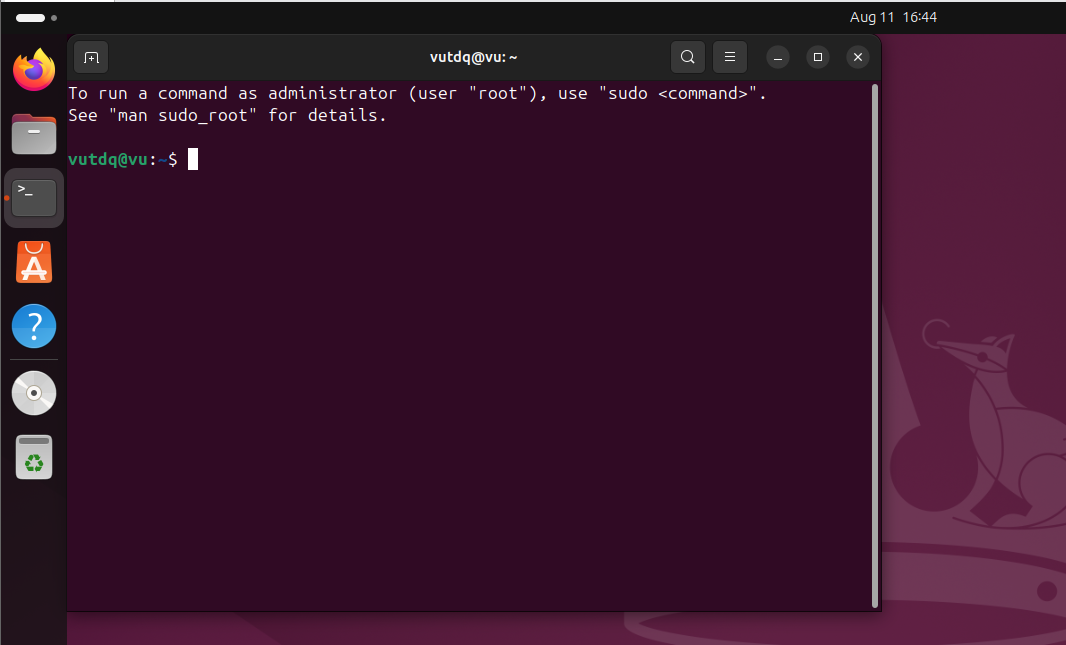 Aug 11 16:44
vutdq@vu: ~
To run a command as administrator (user "root"), use "sudo <command>".
See "man sudo_root" for details.
vutdq@vu:~$